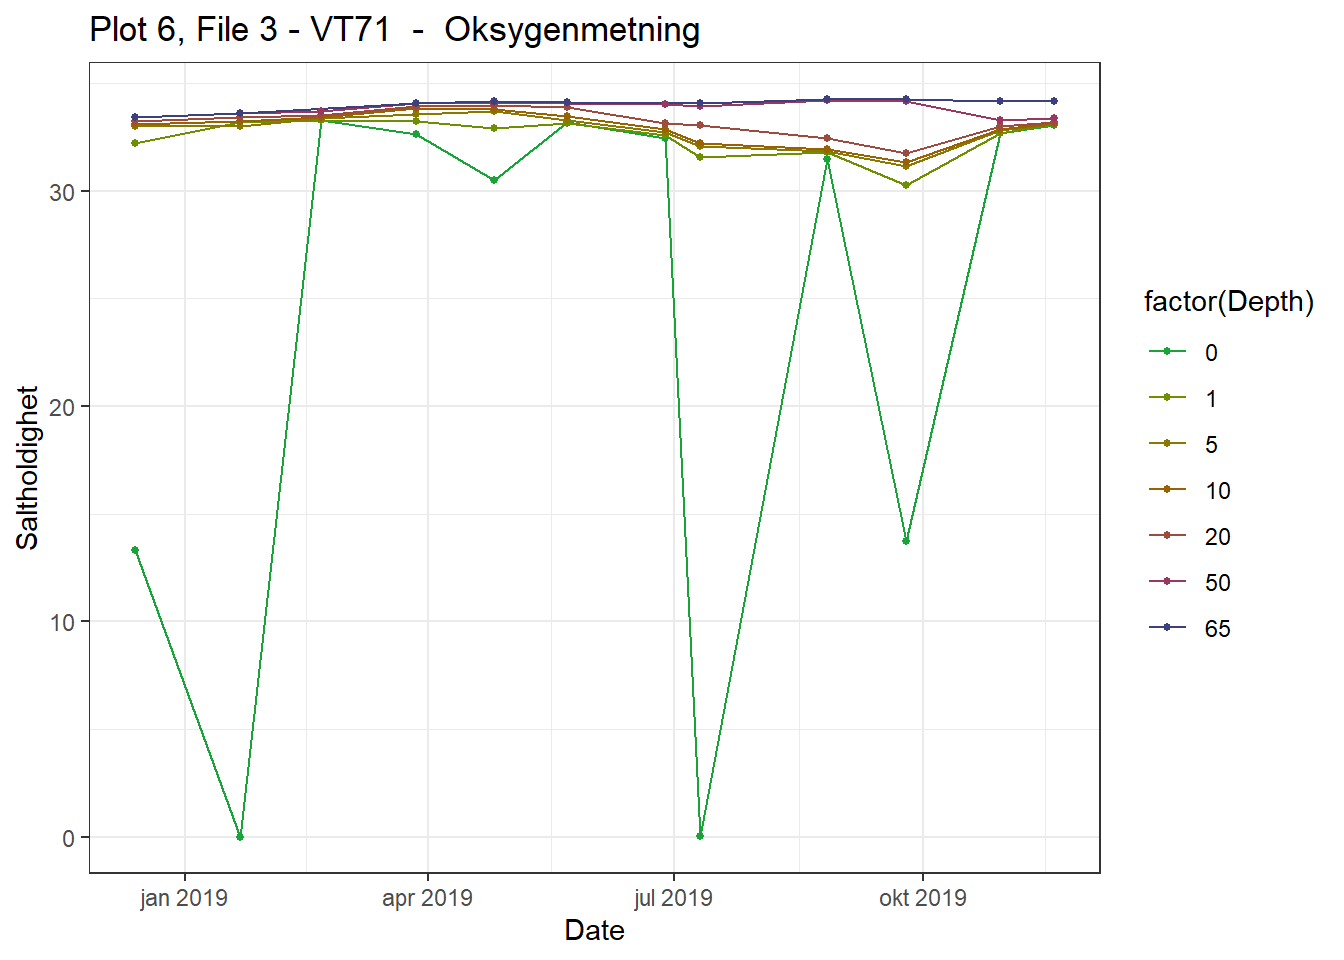 Plot 6, File 3 - VT71  -  Oksygenmetning
Saltholdighet
30
20
10
0
jan 2019
apr 2019
jul 2019
okt 2019
Date
factor(Depth)
0
1
5
10
20
50
65